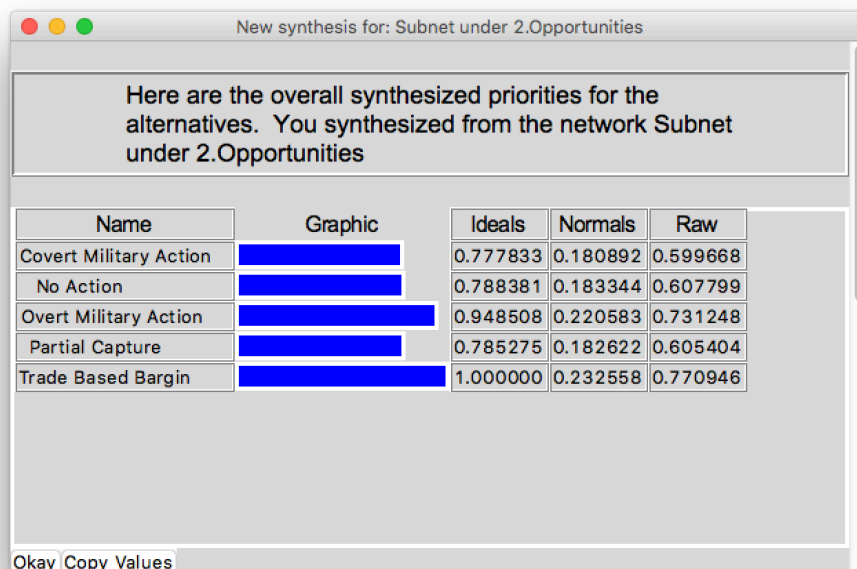 New synthesis for: Subnet under 2.Opportunities
Here are the overall synthesized priorities for the
alternatives.  You synthesized from the network Subnet
under 2.Opportunities
Name Graphic Ideals Normals Raw
Covert Military Action 0.777833 0.180892 0.599668
No Action 0.788381 0.183344 0.607799
Overt Military Action 0.948508 0.220583 0.731248
Partial Capture 0.785275 0.182622 0.605404
Trade Based Bargin 1.000000 0.232558 0.770946
Okay Copy Values